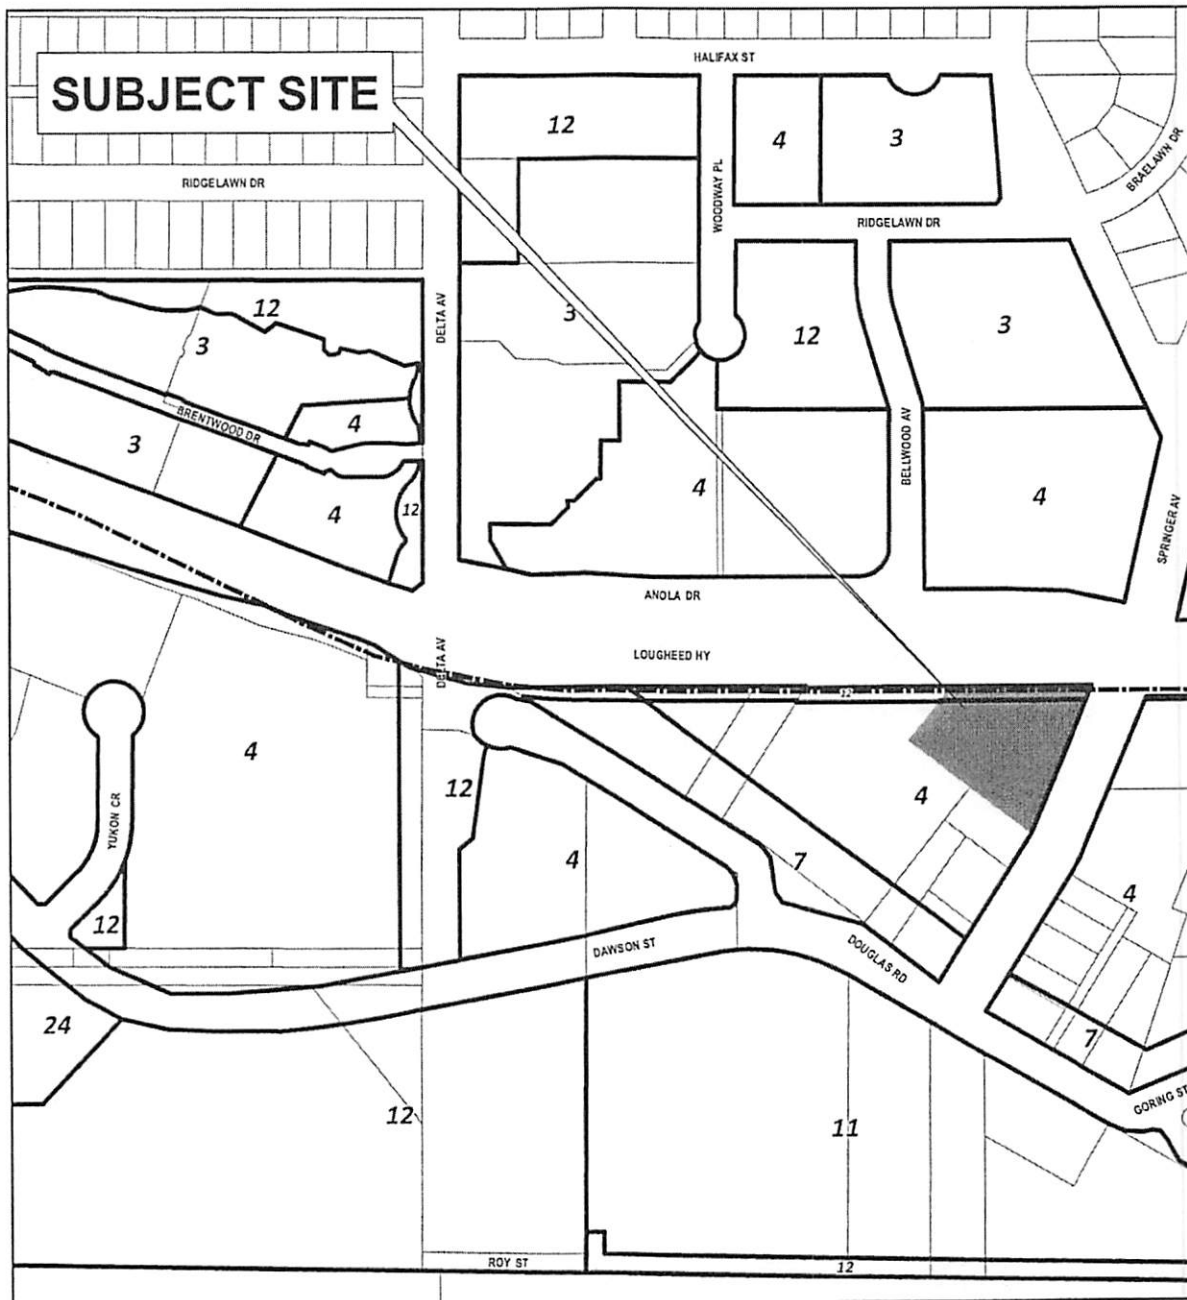 HALIFAX ST
SUBJECT SITE
12
4
3
BRAELAWN DR
RIDGELAWN DR
WOODWAY PL
RIDGELAWN DR
12
3
DELTA AV
3
12
3
BRENTWOOD DR
4
3
BELLWOOD AV
4
4
12
4
SPRINGER AV
ANOLA DR
DELTA AV
LOUGHEED HY
12
4
12
4
YUKON CR
4
7
4
12
DAWSON ST
DOUGLAS RD
24
7
GORING ST
12
11
ROY ST
12